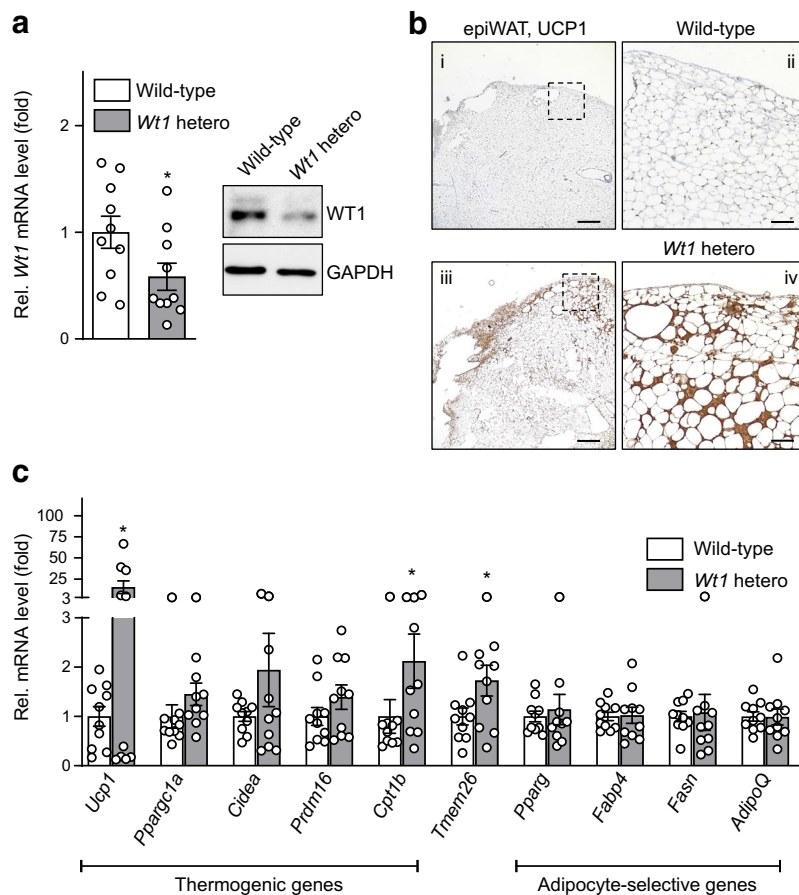 a
Rel. Wt1 mRNA level (fold)
2
1
0
Wild-type
Wt1 hetero
*
Wild-type
Wt1 hetero
WT1
GAPDH
b
epiWAT, UCP1
Wild-type
i
ii
Wt1 hetero
iii
iv
c
Rel. mRNA level (fold)
100
75
50
25
3
3
2
1
0
*
*
*
Wild-type
Wt1 hetero
Ucp1
Ppargc1a
Cidea
Prdm16
Cpt1b
Tmem26
Pparg
Fabp4
Fasn
AdipoQ
Thermogenic genes
Adipocyte-selective genes